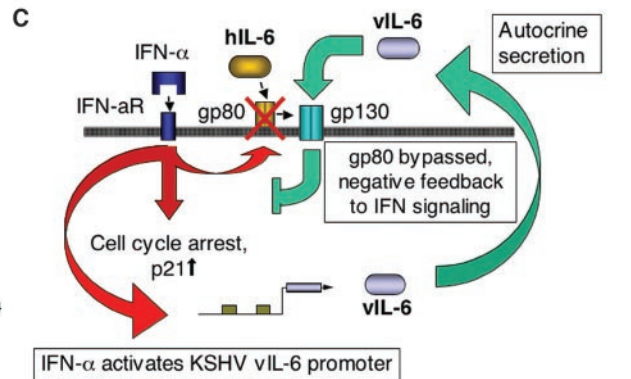 C
IFN-α
hIL-6
vIL-6
Autocrine
secretion
IFN-aR
gp80
gp130
gp80 bypassed,
negative feedback
to IFN signaling
Cell cycle arrest,
p21⬆
vIL-6
IFN-α activates KSHV vIL-6 promoter